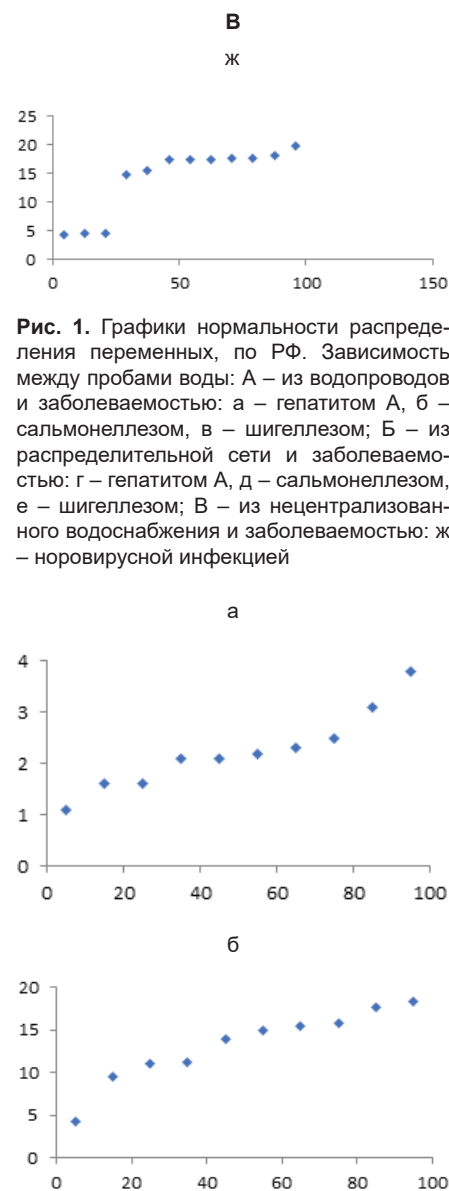 В
ж
25
20
15
10
5
0
0 50 100 150
Рис. 1. Графики нормальности распреде-
ления переменных, по РФ. Зависимость
между пробами воды: А – из водопроводов
и заболеваемостью: а – гепатитом А, б –
сальмонеллезом, в – шигеллезом; Б – из
распределительной сети и заболеваемо-
стью: г – гепатитом А, д – сальмонеллезом,
е – шигеллезом; В – из нецентрализован-
ного водоснабжения и заболеваемостью: ж
– норовирусной инфекцией
а
4
3
2
1
0
0 20 40 60 80 100
б
20
15
10
5
0
0 20 40 60 80 100